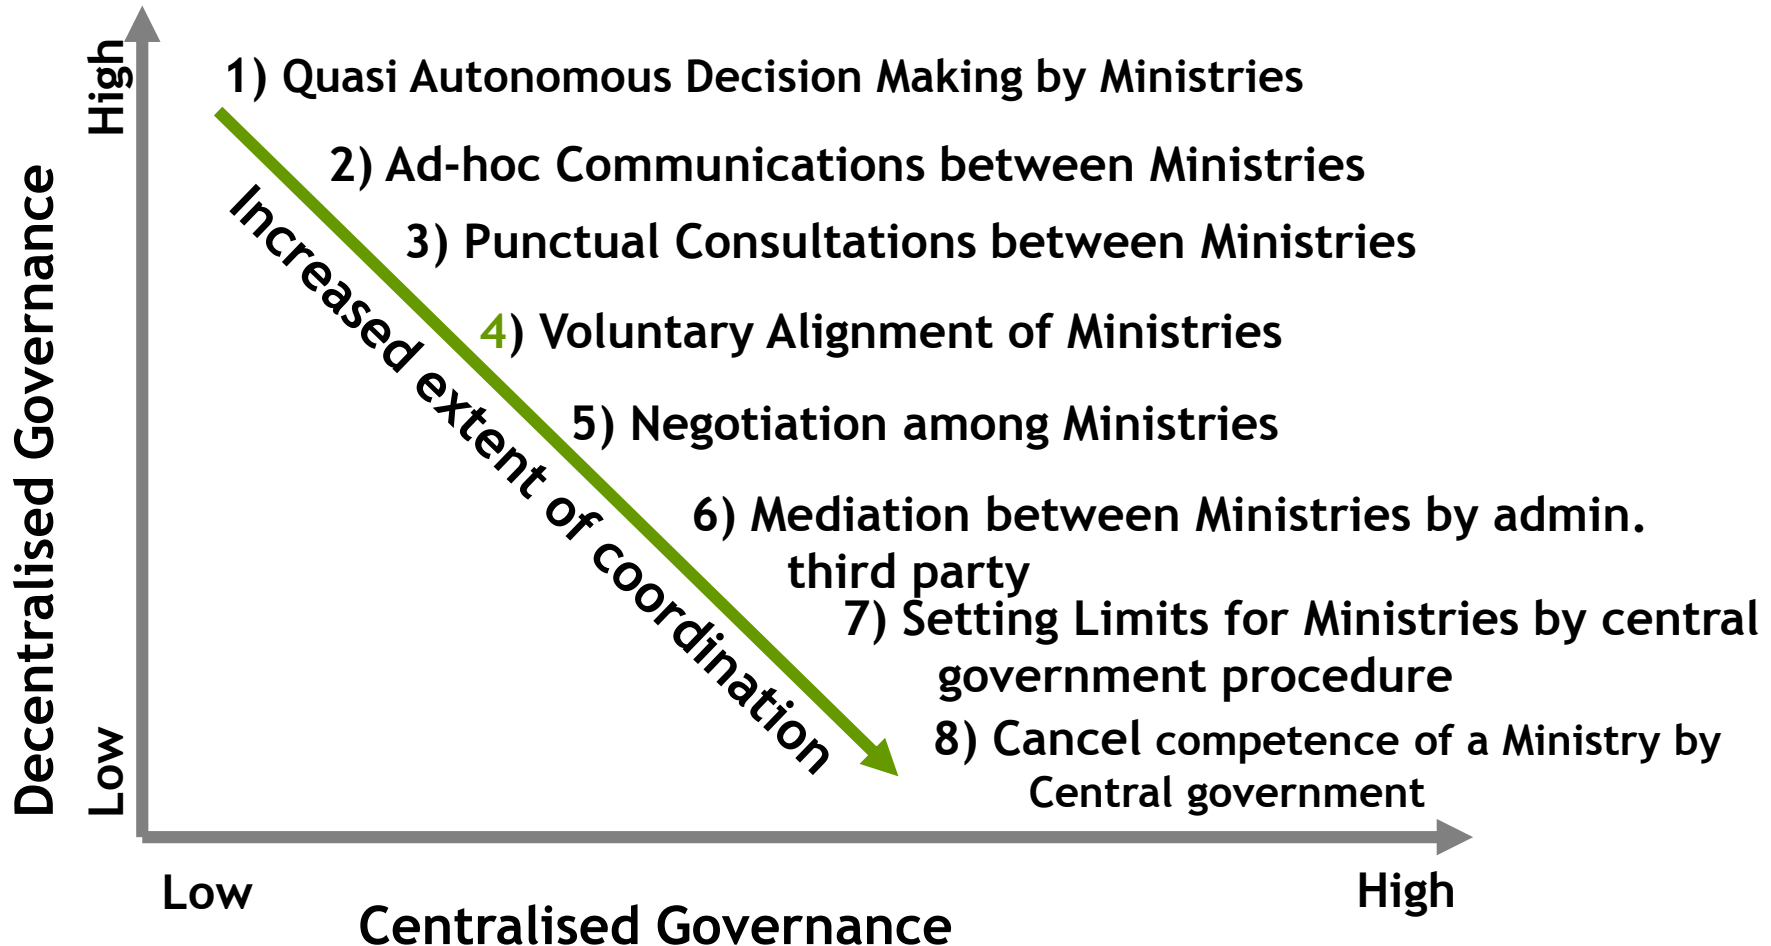 High
1) Quasi Autonomous Decision Making by Ministries
2) Ad-hoc Communications between Ministries
3) Punctual Consultations between Ministries
4) Voluntary Alignment of Ministries
5) Negotiation among Ministries
6) Mediation between Ministries by admin.
third party
7) Setting Limits for Ministries by central
government procedure
8) Cancel competence of a Ministry by
Central government
Increased extent of coordination
Decentralised Governance
Low
Low
High
Centralised Governance